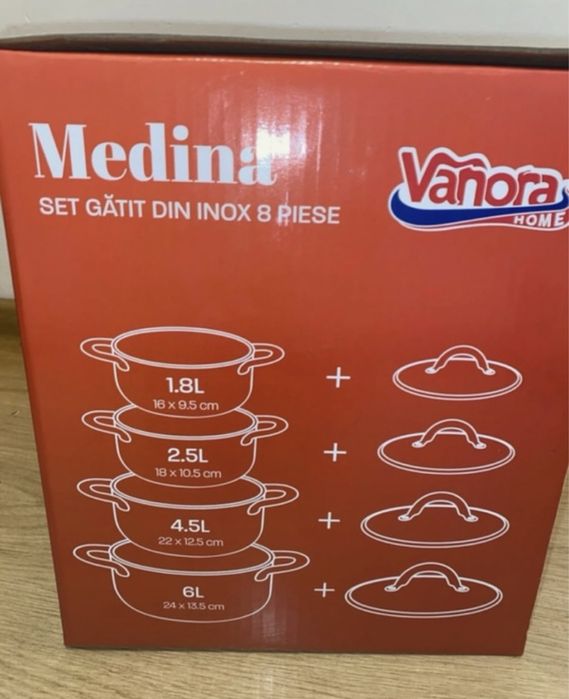 Medina
SET GĂTIT DIN INOX 8 PIESE
Vanora
HOME
1.8L
16 x 9.5 cm
+
2.5L
18 x 10.5 cm
+
4.5L
22 x 12.5 cm
+
6L
24 x 13.5 cm
+